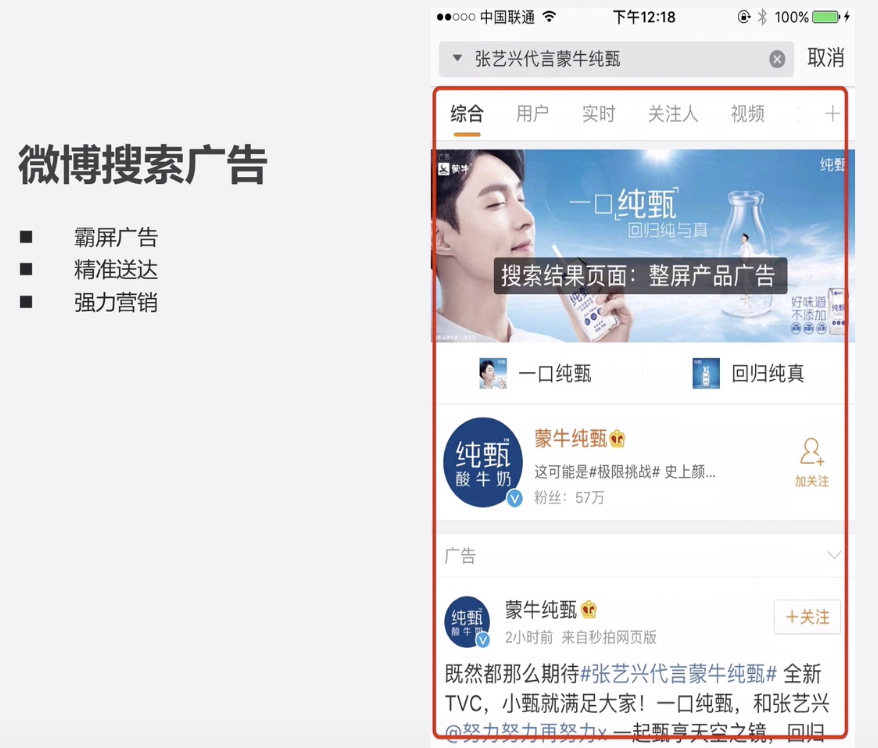 微博搜索广告
■ 霸屏广告
■ 精准送达
■ 强力营销
中国联通 下午12:18 100%
张艺兴代言蒙牛纯甄 取消
综合 用户 实时 关注人 视频
广告
蒙牛
纯甄
一口纯甄
回归纯与真
搜索结果页面：整屏产品广告
纯甄
好味道
不添加
一口纯甄 回归纯真
纯甄
酸牛奶
蒙牛纯甄
这可能是#极限挑战# 史上颜...
粉丝：57万
加关注
广告
纯甄
蒙牛纯甄
+关注
2小时前 来自秒拍网页版
既然都那么期待#张艺兴代言蒙牛纯甄# 全新
TVC，小甄就满足大家！一口纯甄，和张艺兴
@努力努力再努力x 一起甄享天空之镜，回归